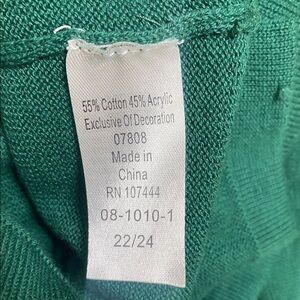 55% Cotton 45% Acrylic
Exclusive Of Decoration
07808
Made in
China
RN 107444
08-1010-1
22/24